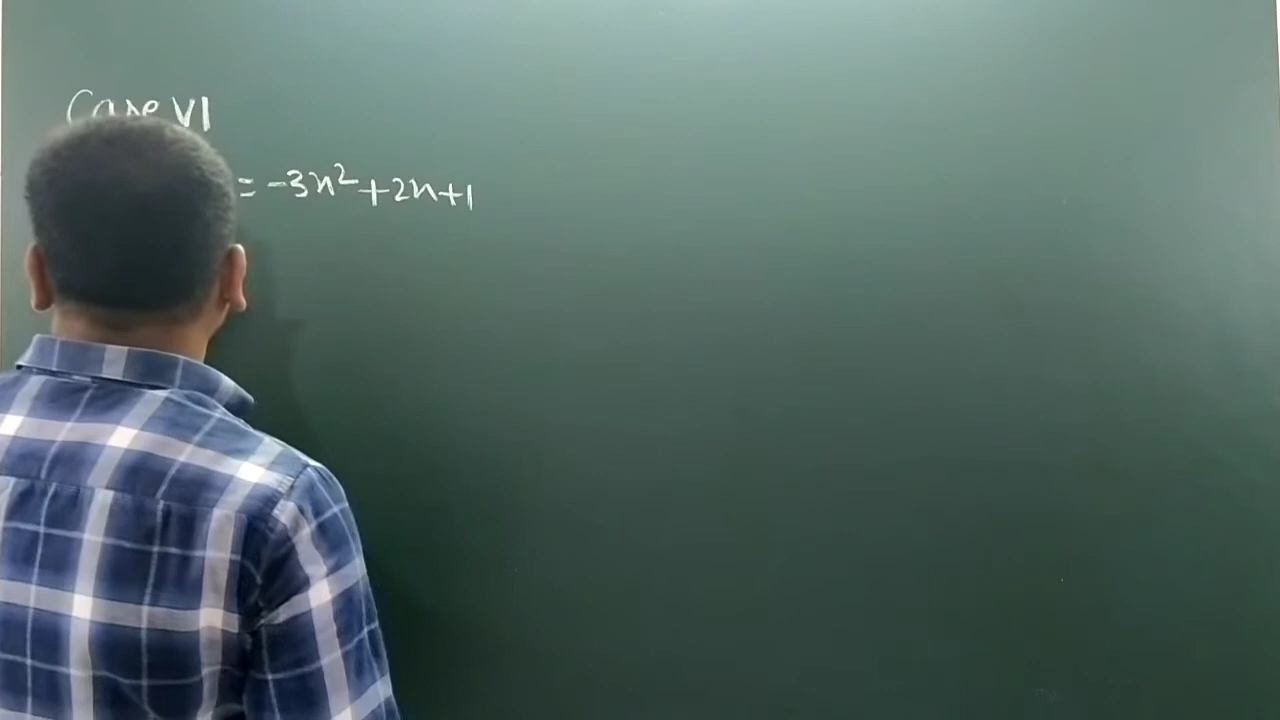 Case VI
= -3x² + 2x + 1